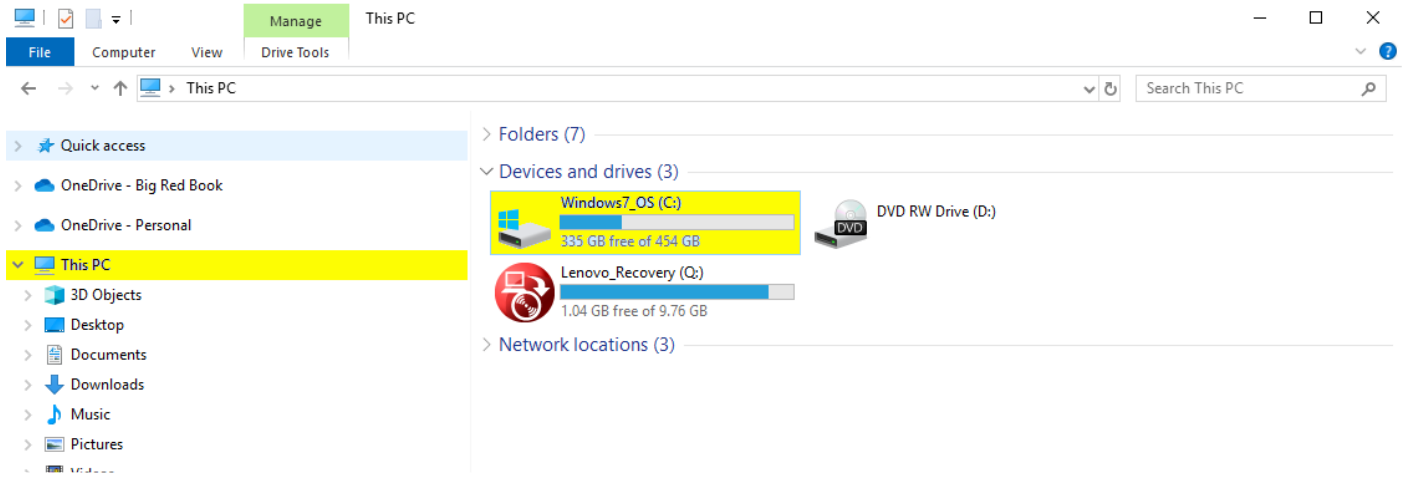 Manage
This PC
File
Computer
View
Drive Tools
This PC
Search This PC
Quick access
OneDrive - Big Red Book
OneDrive - Personal
This PC
3D Objects
Desktop
Documents
Downloads
Music
Pictures
Videos
Folders (7)
Devices and drives (3)
Windows7_OS (C:)
335 GB free of 454 GB
DVD RW Drive (D:)
DVD
Lenovo_Recovery (Q:)
1.04 GB free of 9.76 GB
Network locations (3)